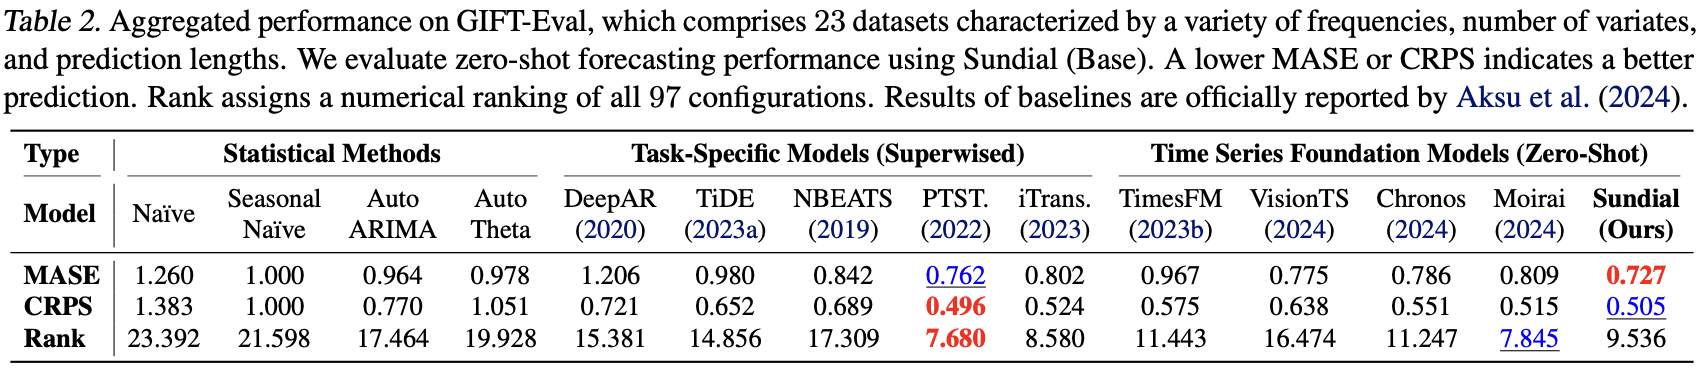 Table 2. Aggregated performance on GIFT-Eval, which comprises 23 datasets characterized by a variety of frequencies, number of variates,
and prediction lengths. We evaluate zero-shot forecasting performance using Sundial (Base). A lower MASE or CRPS indicates a better
prediction. Rank assigns a numerical ranking of all 97 configurations. Results of baselines are officially reported by Aksu et al. (2024).
Type Statistical Methods Task-Specific Models (Superwised) Time Series Foundation Models (Zero-Shot)
Model Naïve Seasonal Naïve Auto ARIMA Auto Theta DeepAR (2020) TiDE (2023a) NBEATS (2019) PTST. (2022) iTrans. (2023) TimesFM (2023b) VisionTS (2024) Chronos (2024) Moirai (2024) Sundial (Ours)
MASE 1.260 1.000 0.964 0.978 1.206 0.980 0.842 0.762 0.802 0.967 0.775 0.786 0.809 0.727
CRPS 1.383 1.000 0.770 1.051 0.721 0.652 0.689 0.496 0.524 0.575 0.638 0.551 0.515 0.505
Rank 23.392 21.598 17.464 19.928 15.381 14.856 17.309 7.680 8.580 11.443 16.474 11.247 7.845 9.536